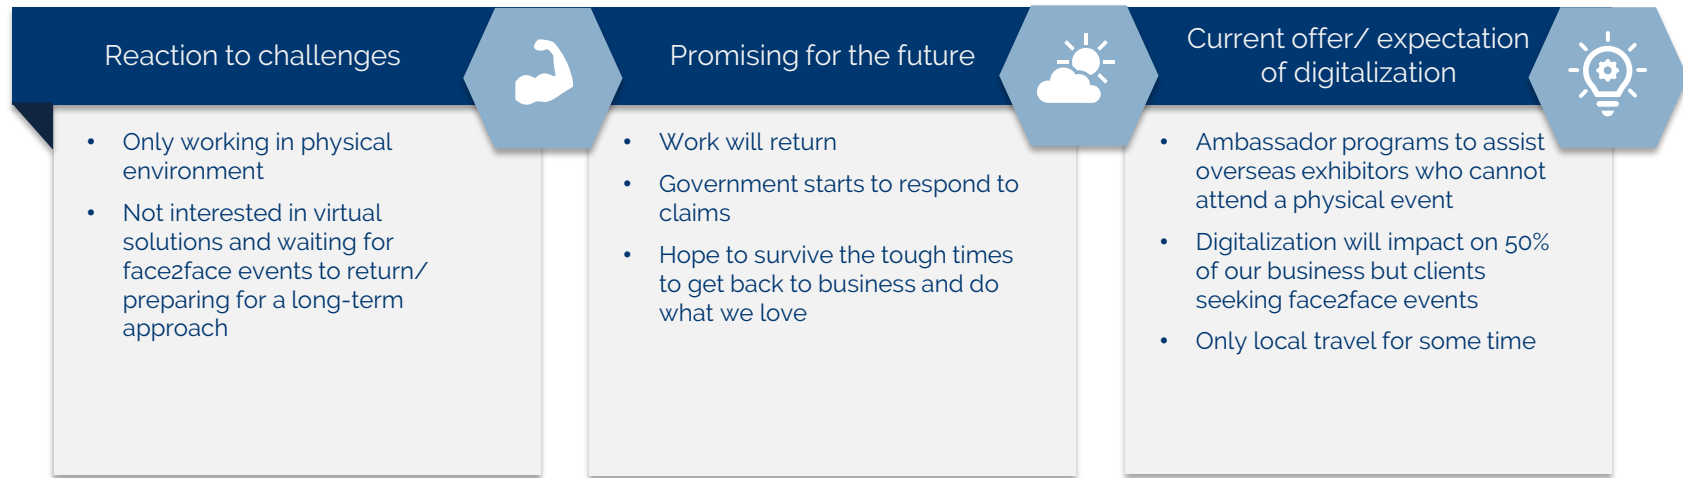 Reaction to challenges
• Only working in physical
environment
• Not interested in virtual
solutions and waiting for
face2face events to return/
preparing for a long-term
approach
Promising for the future
• Work will return
• Government starts to respond to
claims
• Hope to survive the tough times
to get back to business and do
what we love
Current offer/ expectation
of digitalization
• Ambassador programs to assist
overseas exhibitors who cannot
attend a physical event
• Digitalization will impact on 50%
of our business but clients
seeking face2face events
• Only local travel for some time